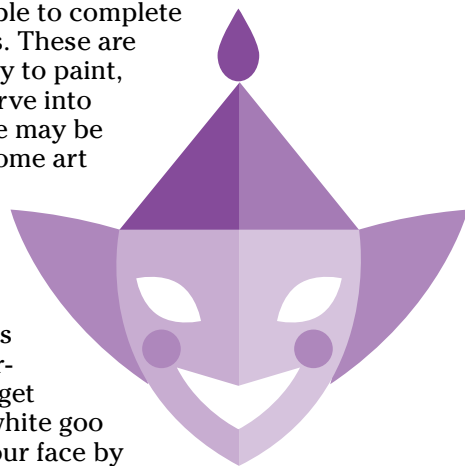 ble to complete
s. These are
y to paint,
rve into
e may be
ome art
s
r-
get
white goo
our face by